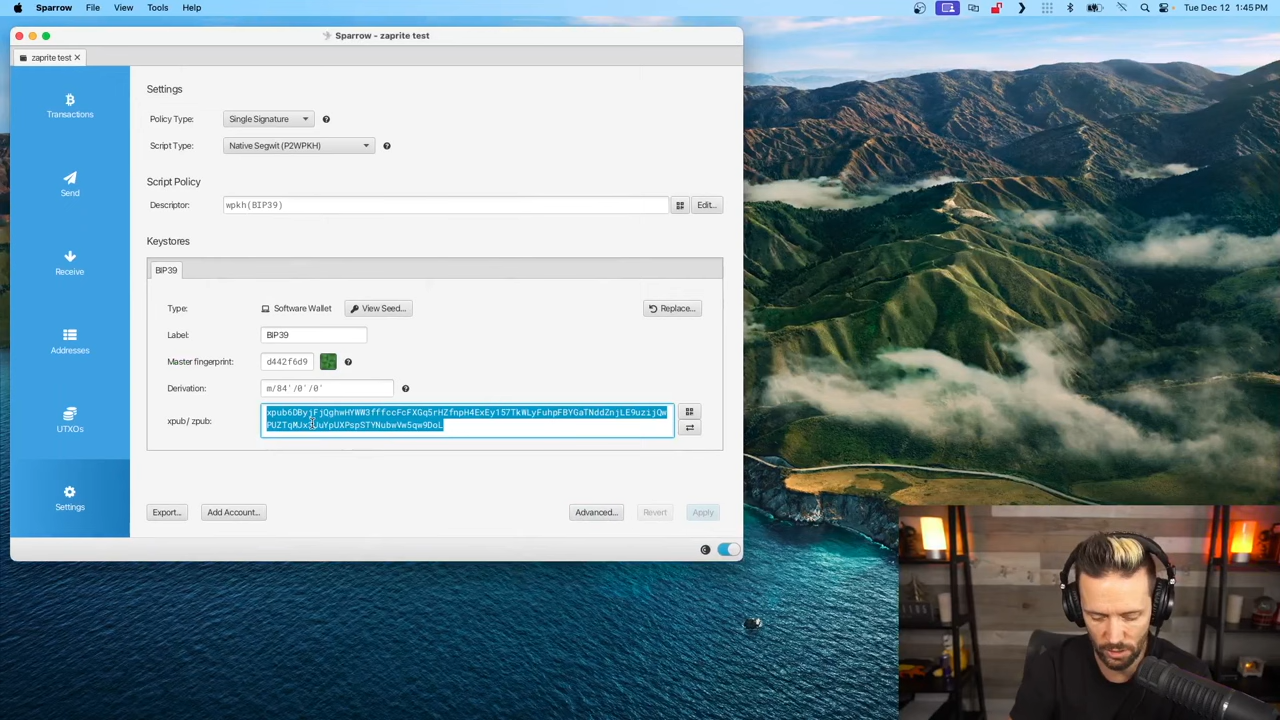 Sparrow File View Tools Help
Tue Dec 12 1:45 PM
Sparrow - zaprite test
zaprite test
Transactions
Send
Receive
Addresses
UTXOs
Settings
Settings
Policy Type: Single Signature
Script Type: Native Segwit (P2WPKH)
Script Policy
Descriptor: wpkh(BIP39) Edit...
Keystores
BIP39
Type: Software Wallet View Seed... Replace...
Label: BIP39
Master fingerprint: d442f6d9
Derivation: m/84'/0'/0'
xpub/ zpub:
Export... Add Account... Advanced... Revert Apply